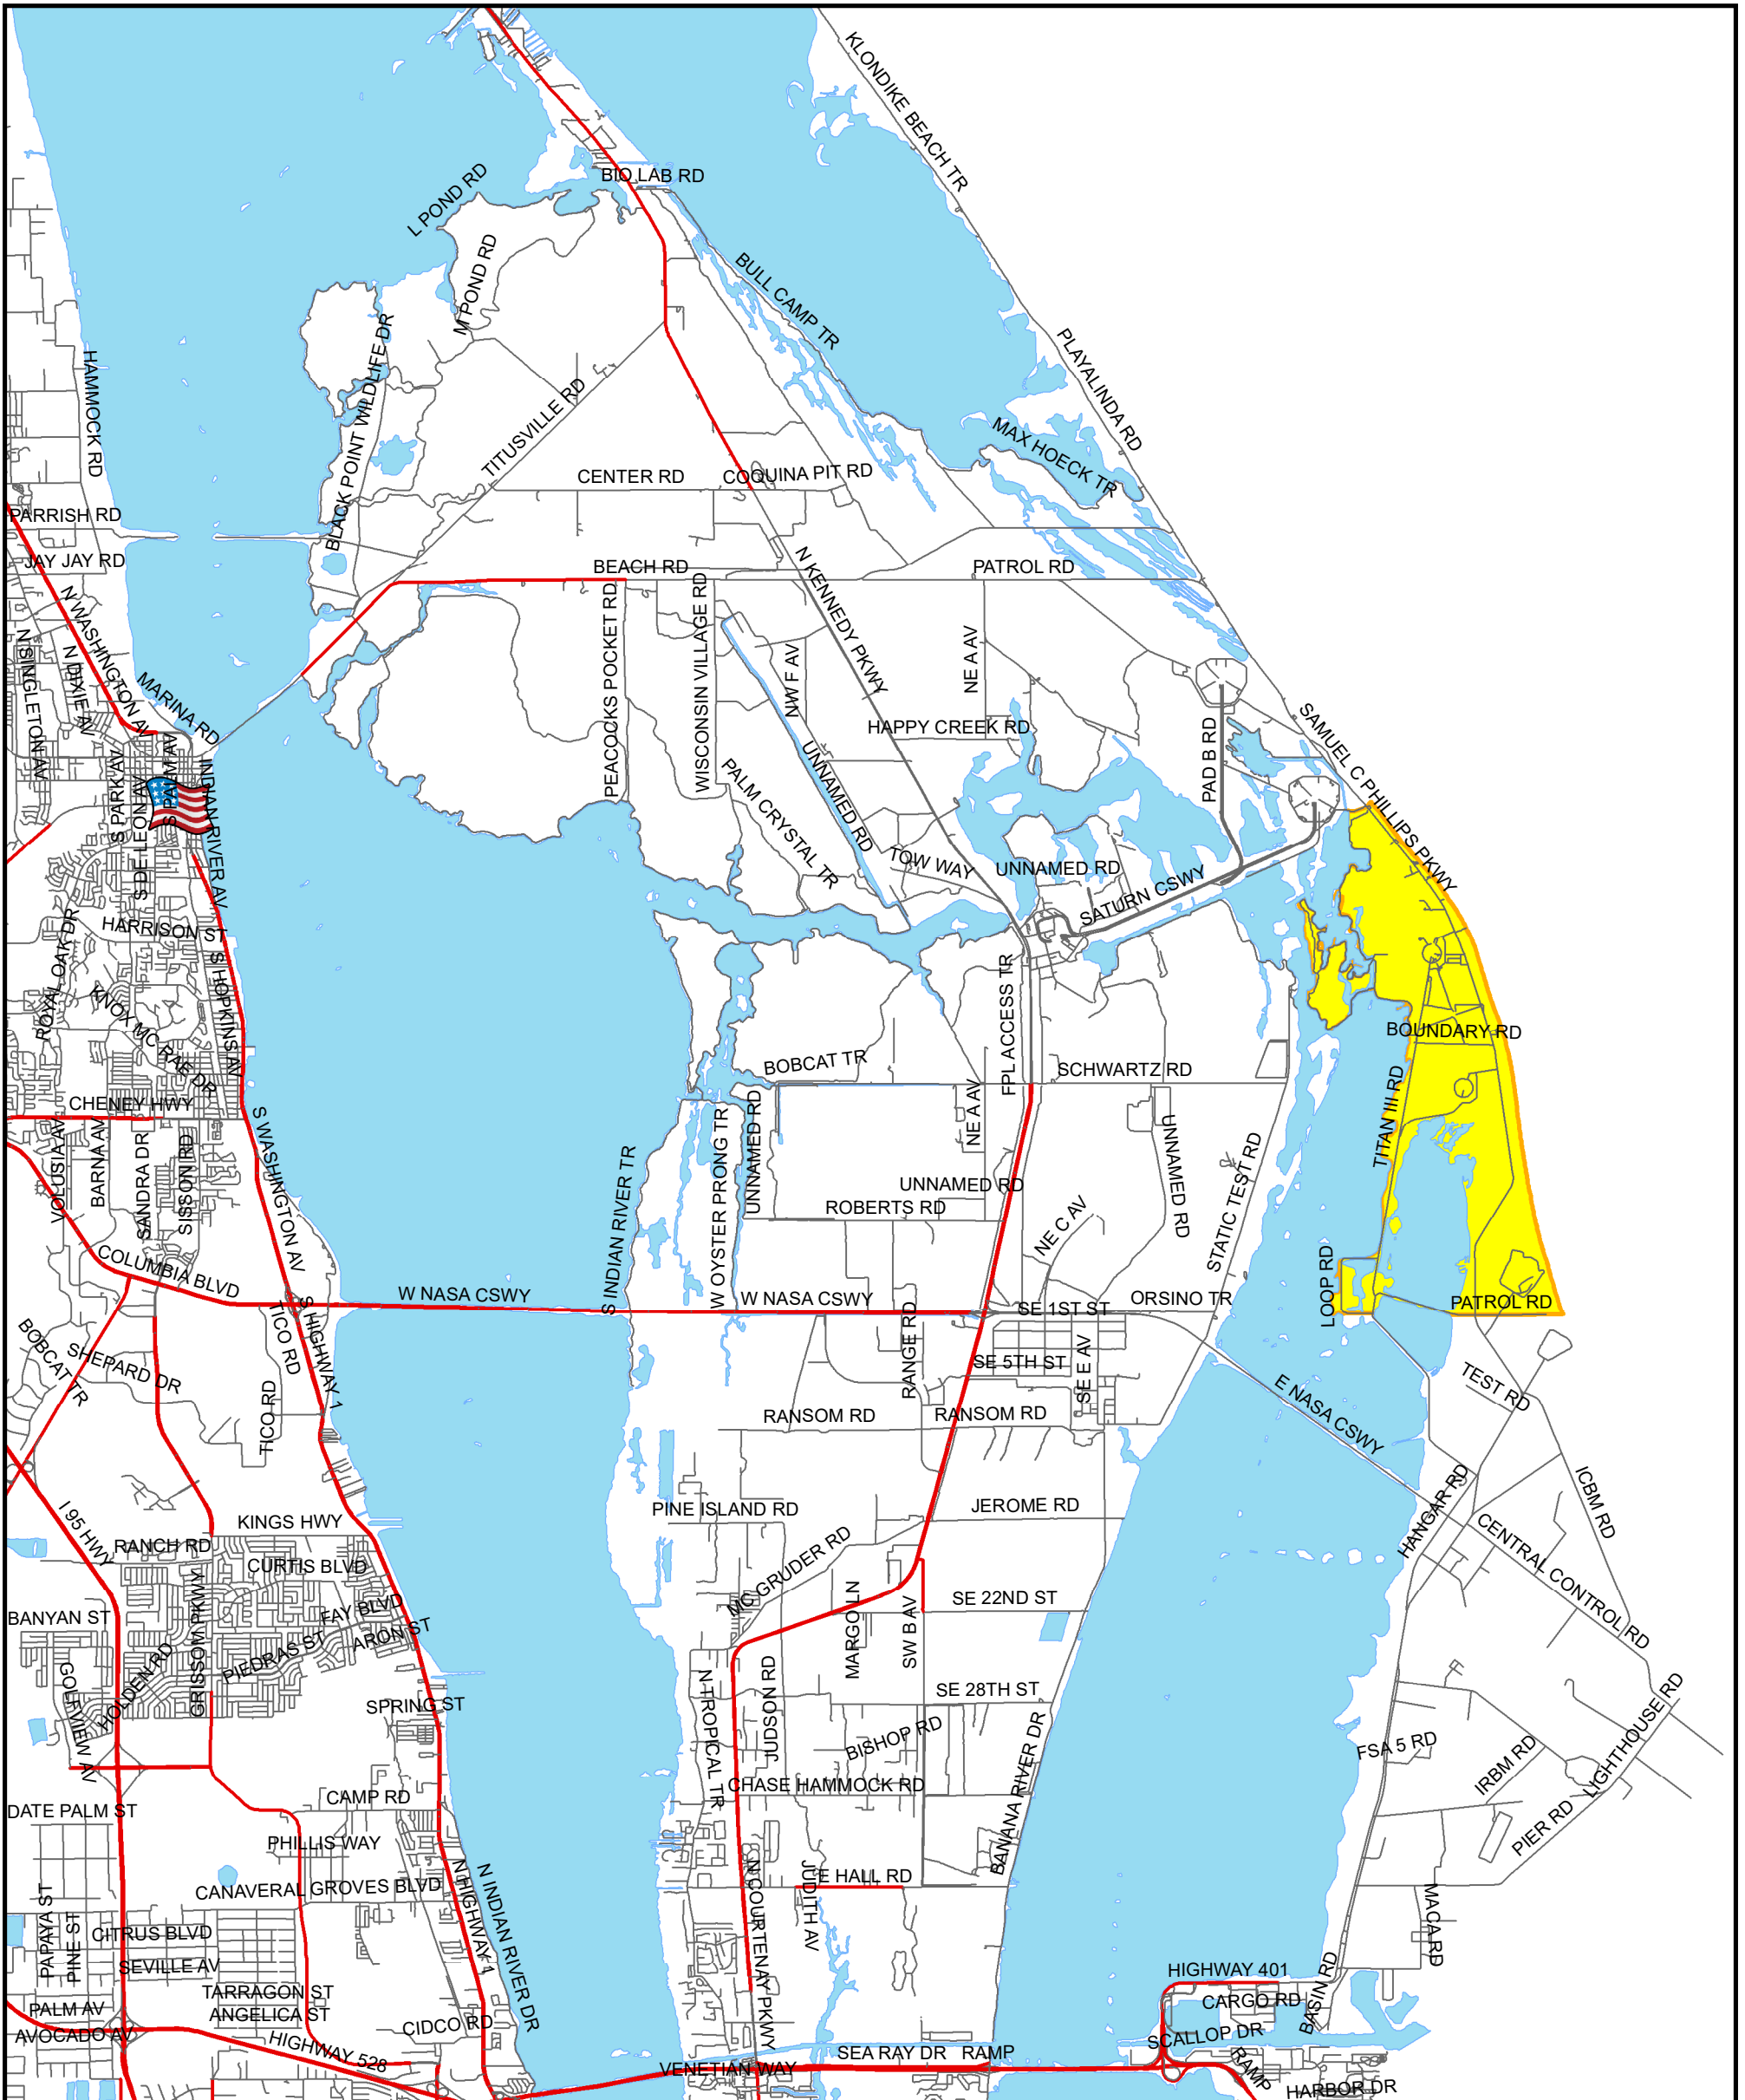 KLONDIKE BEACH TR
BIO LAB RD
L POND RD
M POND RD
BULL CAMP TR
BLACK POINT WILDLIFE DR
HAMMOCK RD
PLAYALINDA RD
TITUSVILLE RD
MAX HOECK TR
CENTER RD
COQUINA PIT RD
PARRISH RD
JAY JAY RD
BEACH RD
PATROL RD
N WASHINGTON AV
N SINGLETON AV
N DIXIE AV
MARINA RD
PEACOCKS POCKET RD
WISCONSIN VILLAGE RD
N KENNEDY PKWY
NW F AV
NE A AV
HAPPY CREEK RD
PAD B RD
SAMUEL C PHILLIPS PKWY
S PARK AV
S DE LEON AV
S PALM AV
INDIAN RIVER AV
PALM CRYSTAL TR
UNNAMED RD
TOW WAY
UNNAMED RD
SATURN CSWY
HARRISON ST
ROYAL OAK DR
KNOX MC RAE DR
S HOPKINS AV
FPL ACCESS TR
BOUNDARY RD
BOBCAT TR
SCHWARTZ RD
CHENEY HWY
VOLUSIA AV
BARNA AV
SANDRA DR
SISSON RD
S WASHINGTON AV
S INDIAN RIVER TR
W OYSTER PRONG TR
UNNAMED RD
NE A AV
UNNAMED RD
STATIC TEST RD
TITAN III RD
UNNAMED RD
ROBERTS RD
NE C AV
COLUMBIA BLVD
W NASA CSWY
W NASA CSWY
SE 1ST ST
ORSINO TR
LOOP RD
PATROL RD
BOBCAT TR
SHEPARD DR
TICO RD
S HIGHWAY 1
TICO RD
RANGE RD
SE 5TH ST
SE E AV
RANSOM RD
RANSOM RD
E NASA CSWY
TEST RD
ICBM RD
HANGAR RD
I 95 HWY
KINGS HWY
PINE ISLAND RD
JEROME RD
RANCH RD
CURTIS BLVD
MC GRUDER RD
CENTRAL CONTROL RD
BANYAN ST
FAY BLVD
ARON ST
MARGO LN
SW B AV
SE 22ND ST
GRISSOM PKWY
PIEDRAS ST
HOLDEN RD
GOLFVIEW AV
SPRING ST
N TROPICAL TR
JUDSON RD
SE 28TH ST
BISHOP RD
BANANA RIVER DR
FSA 5 RD
IRBM RD
LIGHTHOUSE RD
CHASE HAMMOCK RD
CAMP RD
DATE PALM ST
PHILLIS WAY
PIER RD
CANAVERAL GROVES BLVD
N HIGHWAY 1
N INDIAN RIVER DR
N COURTENAY PKWY
JUDITH AV
E HALL RD
PAPAYA ST
PINE ST
CITRUS BLVD
SEVILLE AV
MACA RD
HIGHWAY 401
TARRAGON ST
CARGO RD
BASIN RD
PALM AV
ANGELICA ST
AVOCADO AV
CIDCO RD
SCALLOP DR
HIGHWAY 528
SEA RAY DR
RAMP
VENETIAN WAY
RAMP
HARBOR DR